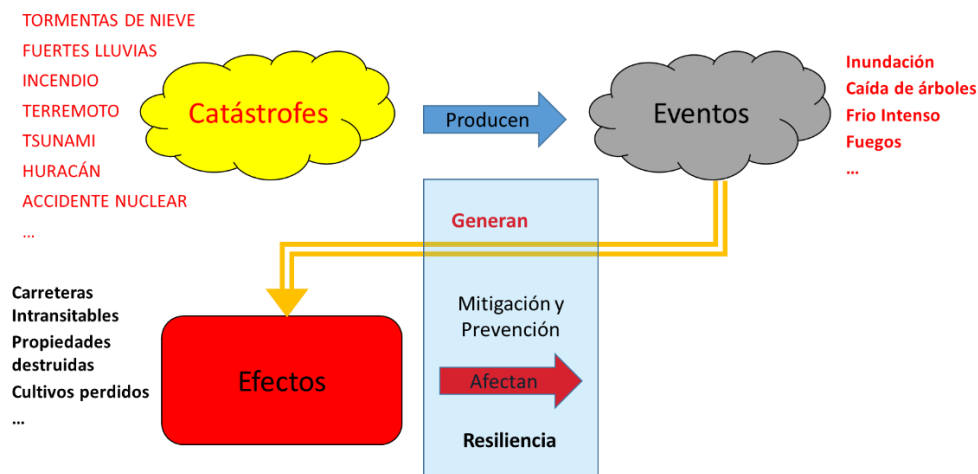 TORMENTAS DE NIEVE
FUERTES LLUVIAS
INCENDIO
TERREMOTO
TSUNAMI
HURACÁN
ACCIDENTE NUCLEAR
...
Catástrofes
Producen
Eventos
Inundación
Caída de árboles
Frio Intenso
Fuegos
...
Generan
Carreteras
Intransitables
Propiedades
destruidas
Cultivos perdidos
...
Efectos
Mitigación y
Prevención
Afectan
Resiliencia